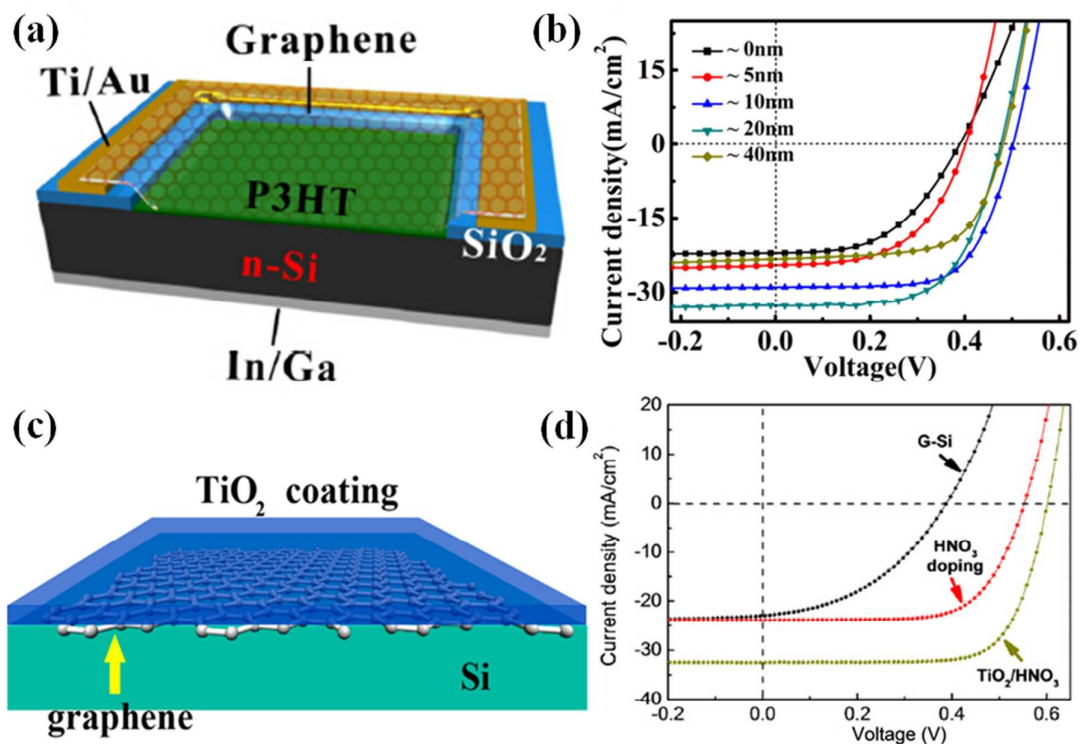 (a)
Graphene
Ti/Au
P3HT
SiO₂
n-Si
In/Ga
(b)
Current density(mA/cm²)
15
0
-15
-30
~ 0nm
~ 5nm
~ 10nm
~ 20nm
~ 40nm
-0.2 0.0 0.2 0.4 0.6
Voltage(V)
(c)
TiO₂ coating
Si
graphene
(d)
Current density (mA/cm²)
20
10
0
-10
-20
-30
-40
G-Si
HNO₃
doping
TiO₂/HNO₃
-0.2 0.0 0.2 0.4 0.6
Voltage (V)